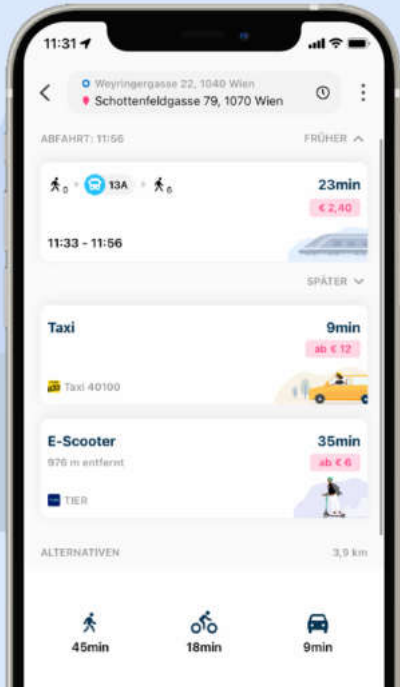 11:31
Weyringergasse 22, 1040 Wien
Schottenfeldgasse 79, 1070 Wien
ABFAHRT: 11:56 FRÜHER
0 13A 6 23min
€ 2,40
11:33 - 11:56
SPÄTER
Taxi 9min
ab € 12
Taxi 40100
E-Scooter 35min
976 m entfernt ab € 6
TIER
ALTERNATIVEN 3,9 km
45min 18min 9min